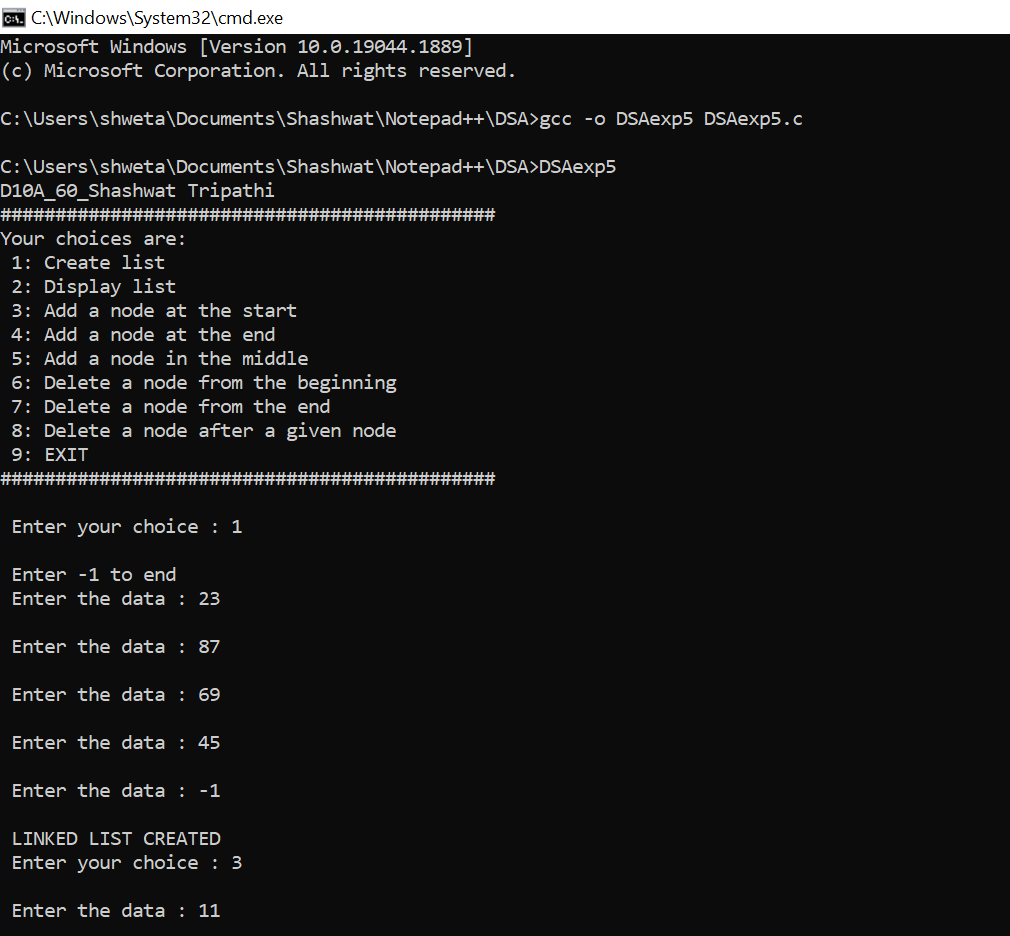 C:\Windows\System32\cmd.exe
Microsoft Windows [Version 10.0.19044.1889]
(c) Microsoft Corporation. All rights reserved.
C:\Users\shweta\Documents\Shashwat\Notepad++\DSA>gcc -o DSAexp5 DSAexp5.c
C:\Users\shweta\Documents\Shashwat\Notepad++\DSA>DSAexp5
D10A_60_Shashwat Tripathi
#############################################
Your choices are:
1: Create list
2: Display list
3: Add a node at the start
4: Add a node at the end
5: Add a node in the middle
6: Delete a node from the beginning
7: Delete a node from the end
8: Delete a node after a given node
9: EXIT
#############################################
Enter your choice : 1
Enter -1 to end
Enter the data : 23
Enter the data : 87
Enter the data : 69
Enter the data : 45
Enter the data : -1
LINKED LIST CREATED
Enter your choice : 3
Enter the data : 11